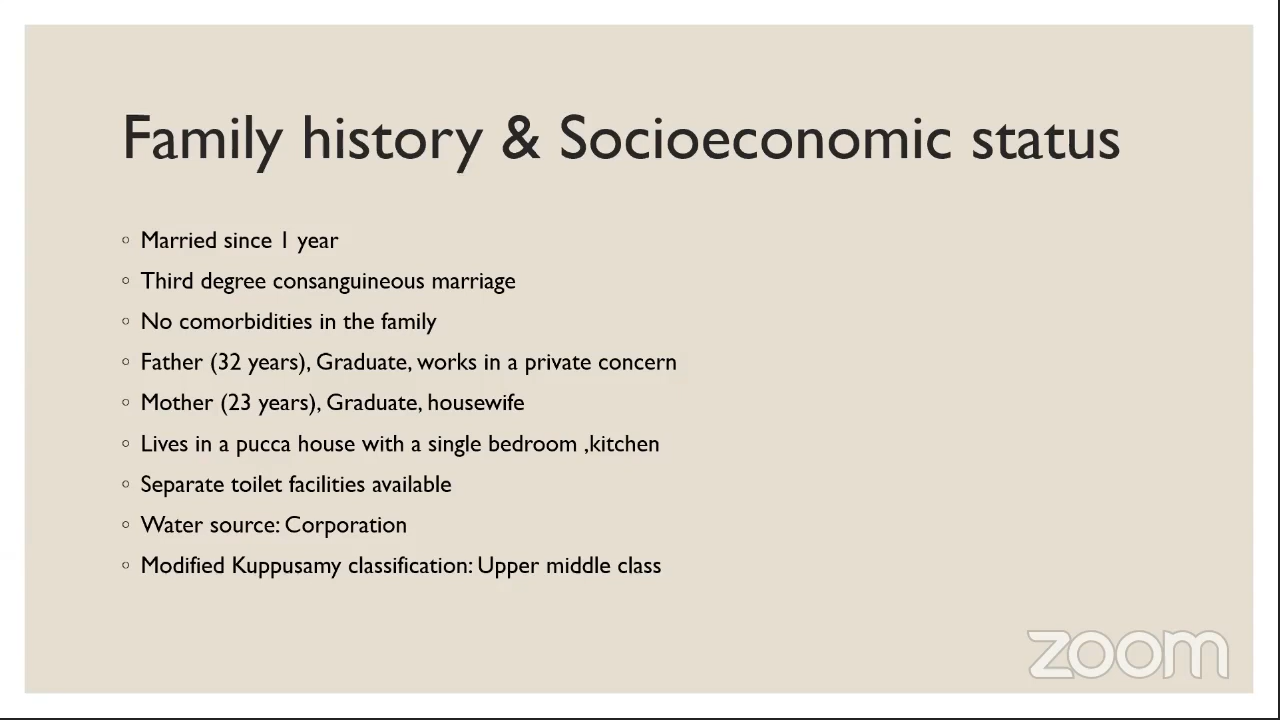 Family history & Socioeconomic status
◦ Married since 1 year
◦ Third degree consanguineous marriage
◦ No comorbidities in the family
◦ Father (32 years), Graduate, works in a private concern
◦ Mother (23 years), Graduate, housewife
◦ Lives in a pucca house with a single bedroom ,kitchen
◦ Separate toilet facilities available
◦ Water source: Corporation
◦ Modified Kuppusamy classification: Upper middle class
zoom